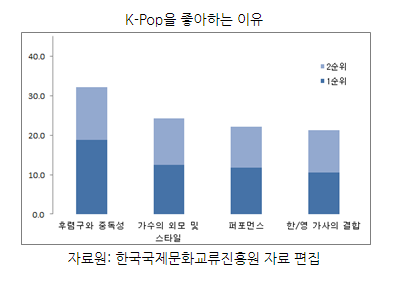 K-Pop을 좋아하는 이유
40.0
30.0
20.0
10.0
0.0
2순위
1순위
후렴구와 중독성
가수의 외모 및
스타일
퍼포먼스
한/영 가사의 결합
자료원: 한국국제문화교류진흥원 자료 편집